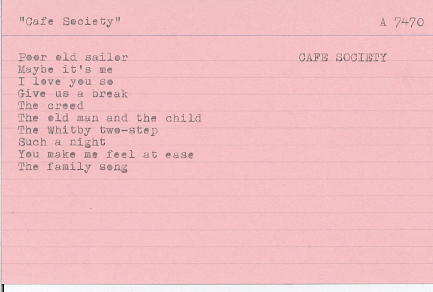 "Cafe Society" A 7470
Poor old sailor CAFE SOCIETY
Maybe it's me
I love you so
Give us a break
The creed
The old man and the child
The Whitby two-step
Such a night
You make me feel at ease
The family song